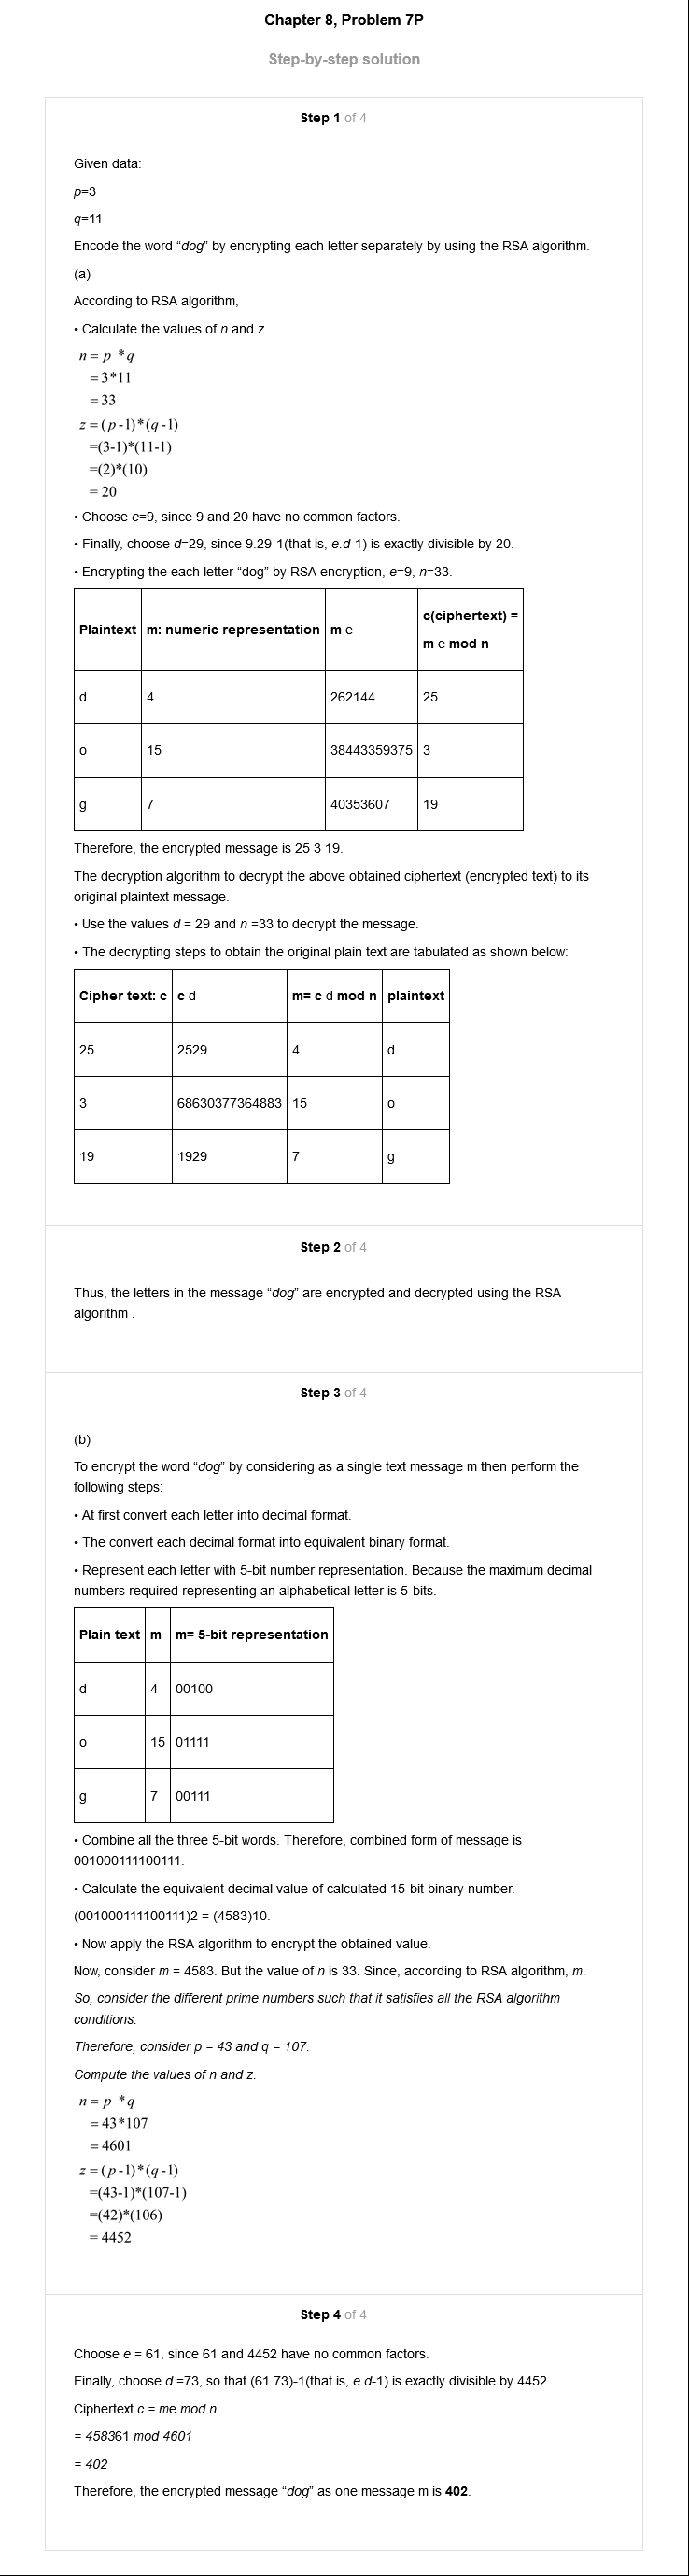 Chapter 8, Problem 7P
Step-by-step solution
Step 1 of 4
Given data:
p=3
q=11
Encode the word “dog” by encrypting each letter separately by using the RSA algorithm.
(a)
According to RSA algorithm,
• Calculate the values of n and z.
n = p *q
= 3*11
= 33
z = (p-1)*(q-1)
=(3-1)*(11-1)
=(2)*(10)
= 20
• Choose e=9, since 9 and 20 have no common factors.
• Finally, choose d=29, since 9.29-1(that is, e.d-1) is exactly divisible by 20.
• Encrypting the each letter “dog” by RSA encryption, e=9, n=33.
Plaintext m: numeric representation m e c(ciphertext) =
m e mod n
d 4 262144 25
o 15 38443359375 3
g 7 40353607 19
Therefore, the encrypted message is 25 3 19.
The decryption algorithm to decrypt the above obtained ciphertext (encrypted text) to its
original plaintext message.
• Use the values d = 29 and n =33 to decrypt the message.
• The decrypting steps to obtain the original plain text are tabulated as shown below:
Cipher text: c c d m= c d mod n plaintext
25 2529 4 d
3 68630377364883 15 o
19 1929 7 g
Step 2 of 4
Thus, the letters in the message “dog” are encrypted and decrypted using the RSA
algorithm .
Step 3 of 4
(b)
To encrypt the word “dog” by considering as a single text message m then perform the
following steps:
• At first convert each letter into decimal format.
• The convert each decimal format into equivalent binary format.
• Represent each letter with 5-bit number representation. Because the maximum decimal
numbers required representing an alphabetical letter is 5-bits.
Plain text m m= 5-bit representation
d 4 00100
o 15 01111
g 7 00111
• Combine all the three 5-bit words. Therefore, combined form of message is
001000111100111.
• Calculate the equivalent decimal value of calculated 15-bit binary number.
(001000111100111)2 = (4583)10.
• Now apply the RSA algorithm to encrypt the obtained value.
Now, consider m = 4583. But the value of n is 33. Since, according to RSA algorithm, m.
So, consider the different prime numbers such that it satisfies all the RSA algorithm
conditions.
Therefore, consider p = 43 and q = 107.
Compute the values of n and z.
n = p *q
= 43*107
= 4601
z = (p-1)*(q-1)
=(43-1)*(107-1)
=(42)*(106)
= 4452
Step 4 of 4
Choose e = 61, since 61 and 4452 have no common factors.
Finally, choose d =73, so that (61.73)-1(that is, e.d-1) is exactly divisible by 4452.
Ciphertext c = me mod n
= 458361 mod 4601
= 402
Therefore, the encrypted message “dog” as one message m is 402.